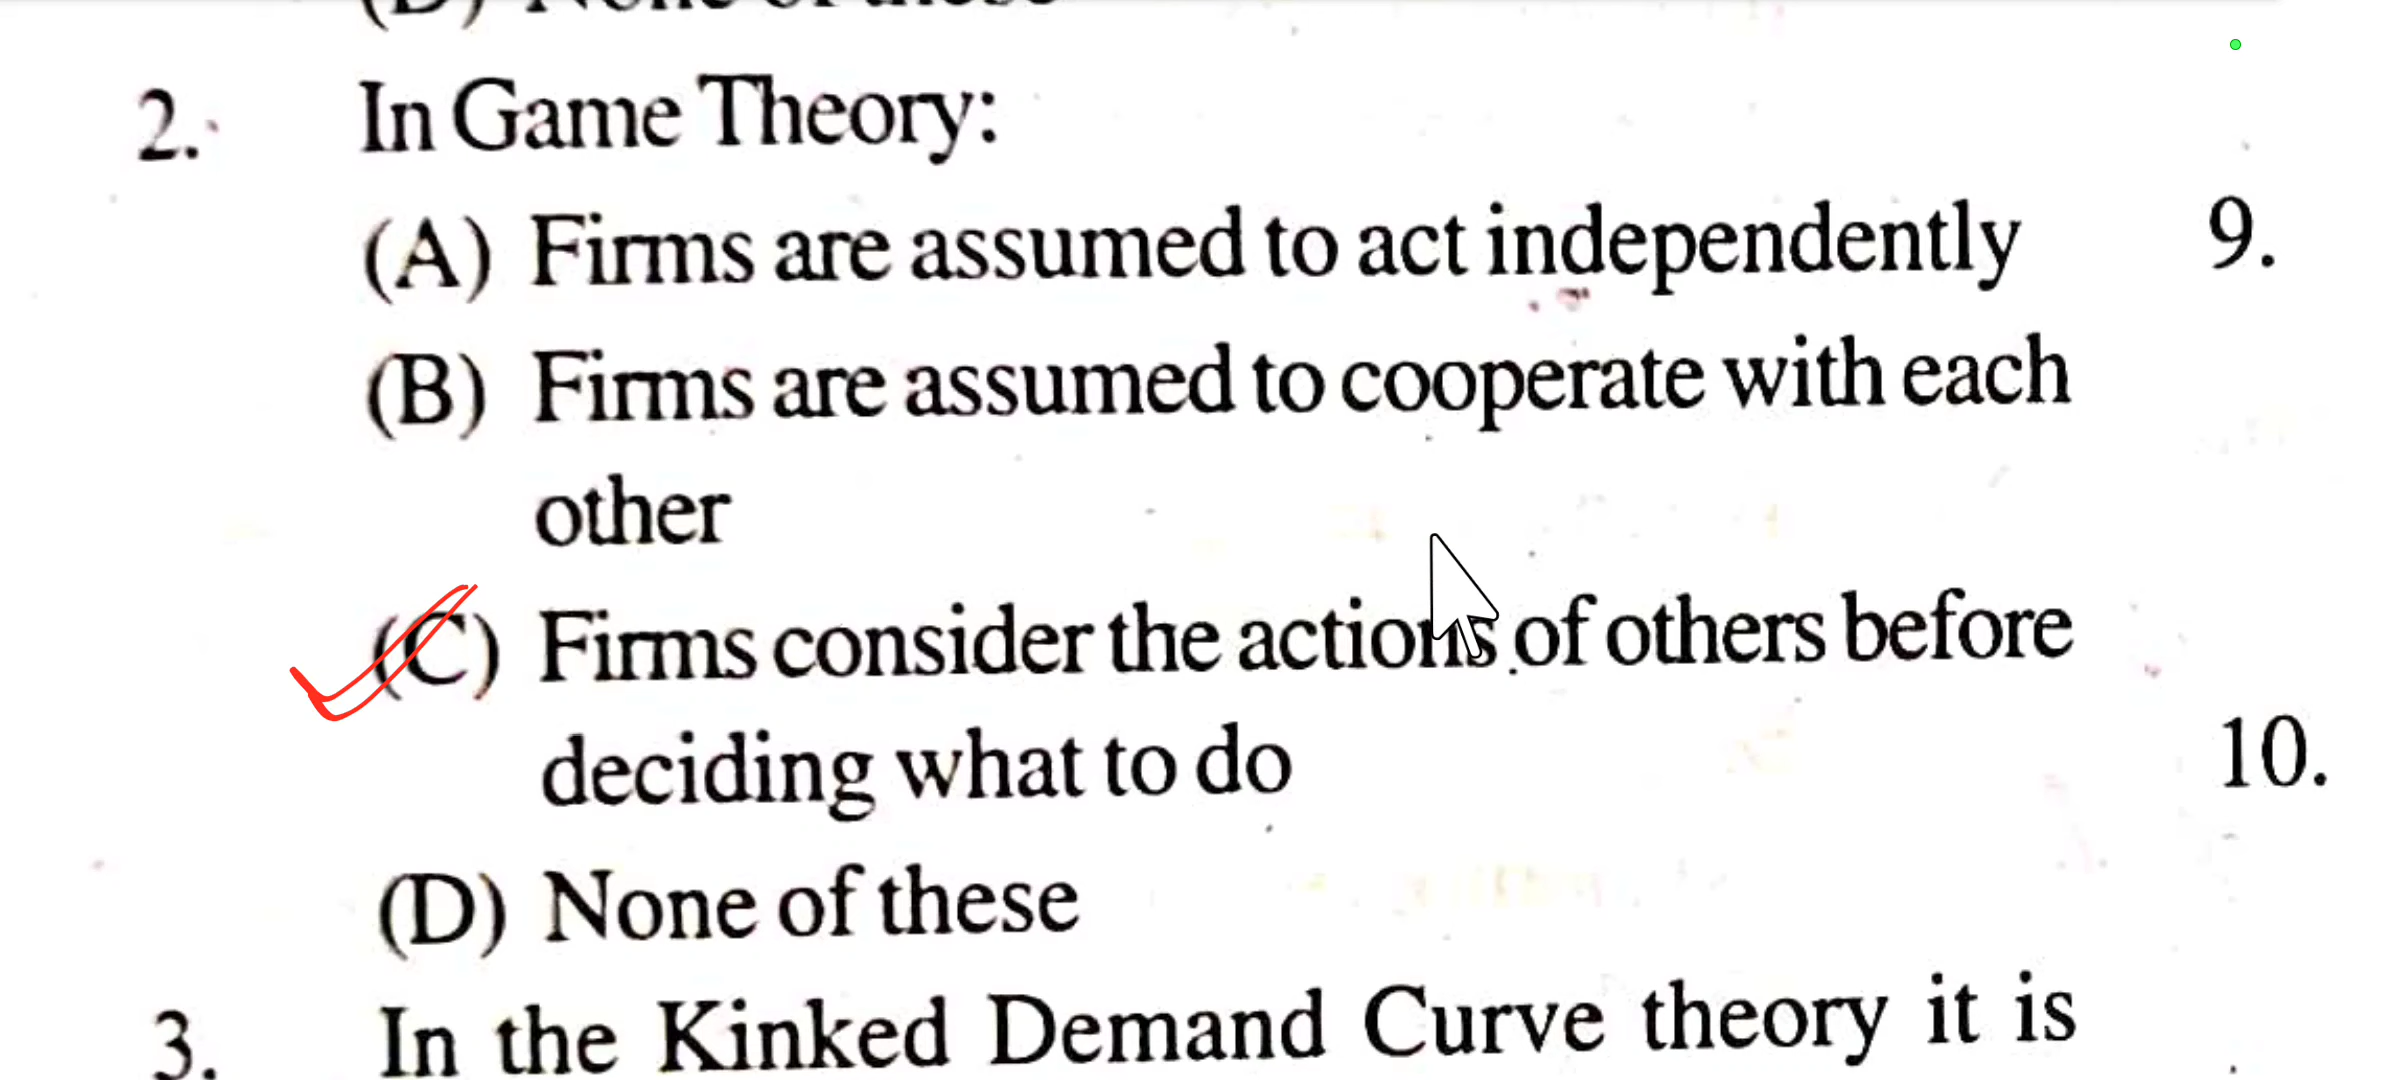 2. In Game Theory:
(A) Firms are assumed to act independently
9.
(B) Firms are assumed to cooperate with each
other
(C) Firms consider the actions of others before
deciding what to do
10.
(D) None of these
3. In the Kinked Demand Curve theory it is